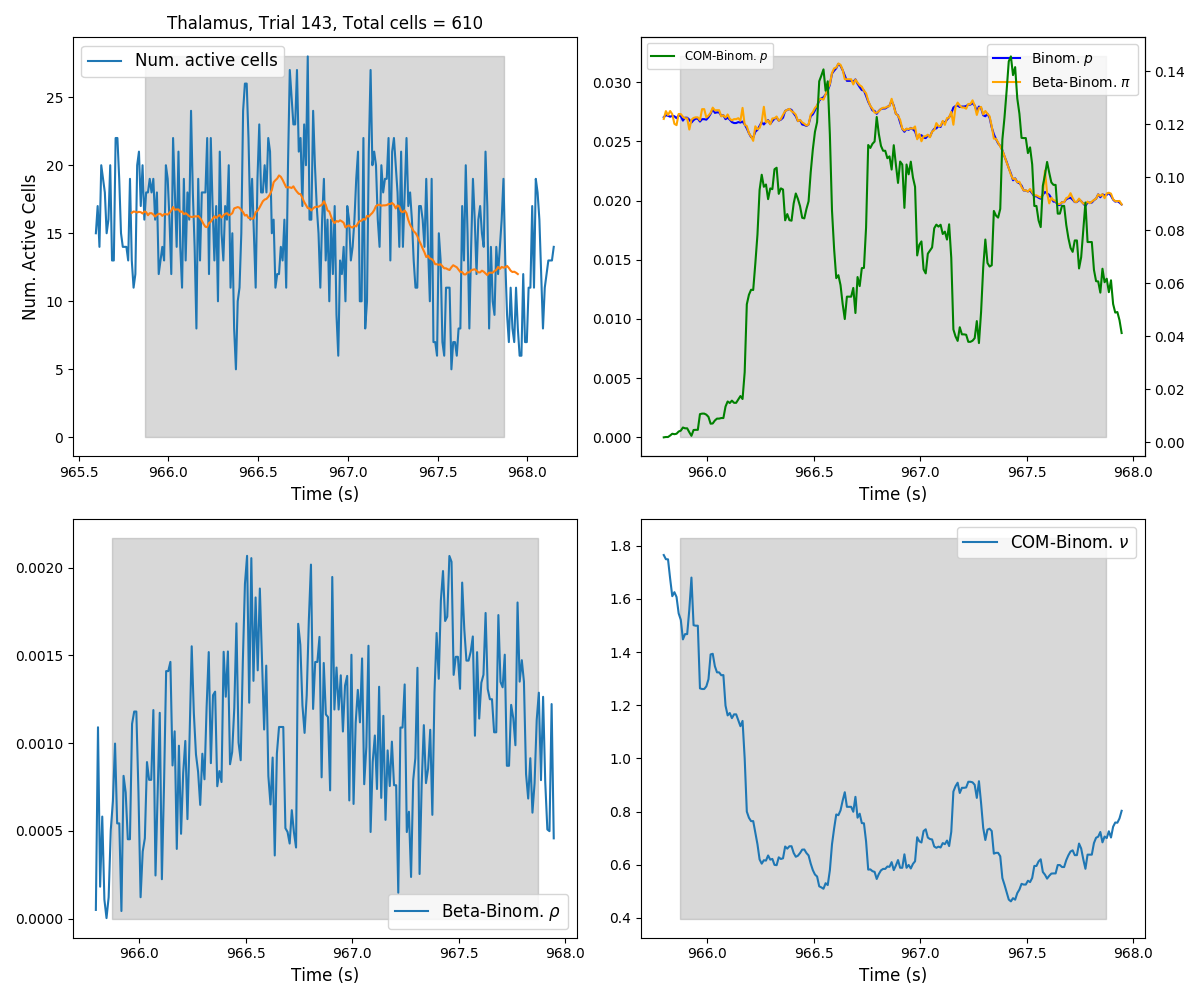 Thalamus, Trial 143, Total cells = 610
Num. active cells
Num. Active Cells
25
20
15
10
5
0
965.5 966.0 966.5 967.0 967.5 968.0
Time (s)
COM-Binom. p
Binom. p
Beta-Binom. π
0.030
0.025
0.020
0.015
0.010
0.005
0.000
0.14
0.12
0.10
0.08
0.06
0.04
0.02
0.00
966.0 966.5 967.0 967.5 968.0
Time (s)
0.0020
0.0015
0.0010
0.0005
0.0000
Beta-Binom. ρ
966.0 966.5 967.0 967.5 968.0
Time (s)
COM-Binom. ν
1.8
1.6
1.4
1.2
1.0
0.8
0.6
0.4
966.0 966.5 967.0 967.5 968.0
Time (s)